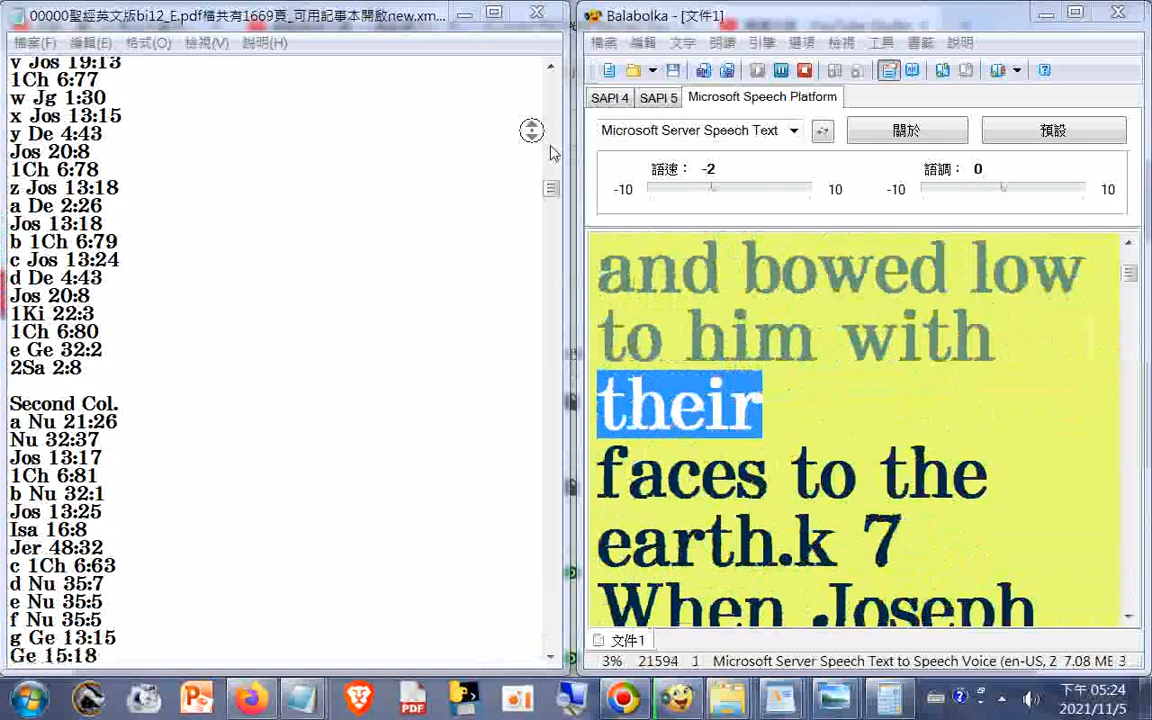 00000聖經英文版bi12_E.pdf檔共有1669頁_可用記事本開啟new.xm...
檔案(F) 編輯(E) 格式(O) 檢視(V) 說明(H)
v Jos 19:13
1Ch 6:77
w Jg 1:30
x Jos 13:15
y De 4:43
Jos 20:8
1Ch 6:78
z Jos 13:18
a De 2:26
Jos 13:18
b 1Ch 6:79
c Jos 13:24
d De 4:43
Jos 20:8
1Ki 22:3
1Ch 6:80
e Ge 32:2
2Sa 2:8
Second Col.
a Nu 21:26
Nu 32:37
Jos 13:17
1Ch 6:81
b Nu 32:1
Jos 13:25
Isa 16:8
Jer 48:32
c 1Ch 6:63
d Nu 35:7
e Nu 35:5
f Nu 35:5
g Ge 13:15
Ge 15:18
Balabolka - [文件1]
檔案 編輯 文字 朗讀 引擎 選項 檢視 工具 書籤 說明
SAPI 4 SAPI 5 Microsoft Speech Platform
Microsoft Server Speech Text 關於 預設
語速： -2 語調： 0
-10 10 -10 10
and bowed low
to him with
their
faces to the
earth.k 7
When Joseph
文件1
3% 21594 1 Microsoft Server Speech Text to Speech Voice (en-US, 2 7.08 MB 3
PDF
下午 05:24
2021/11/5